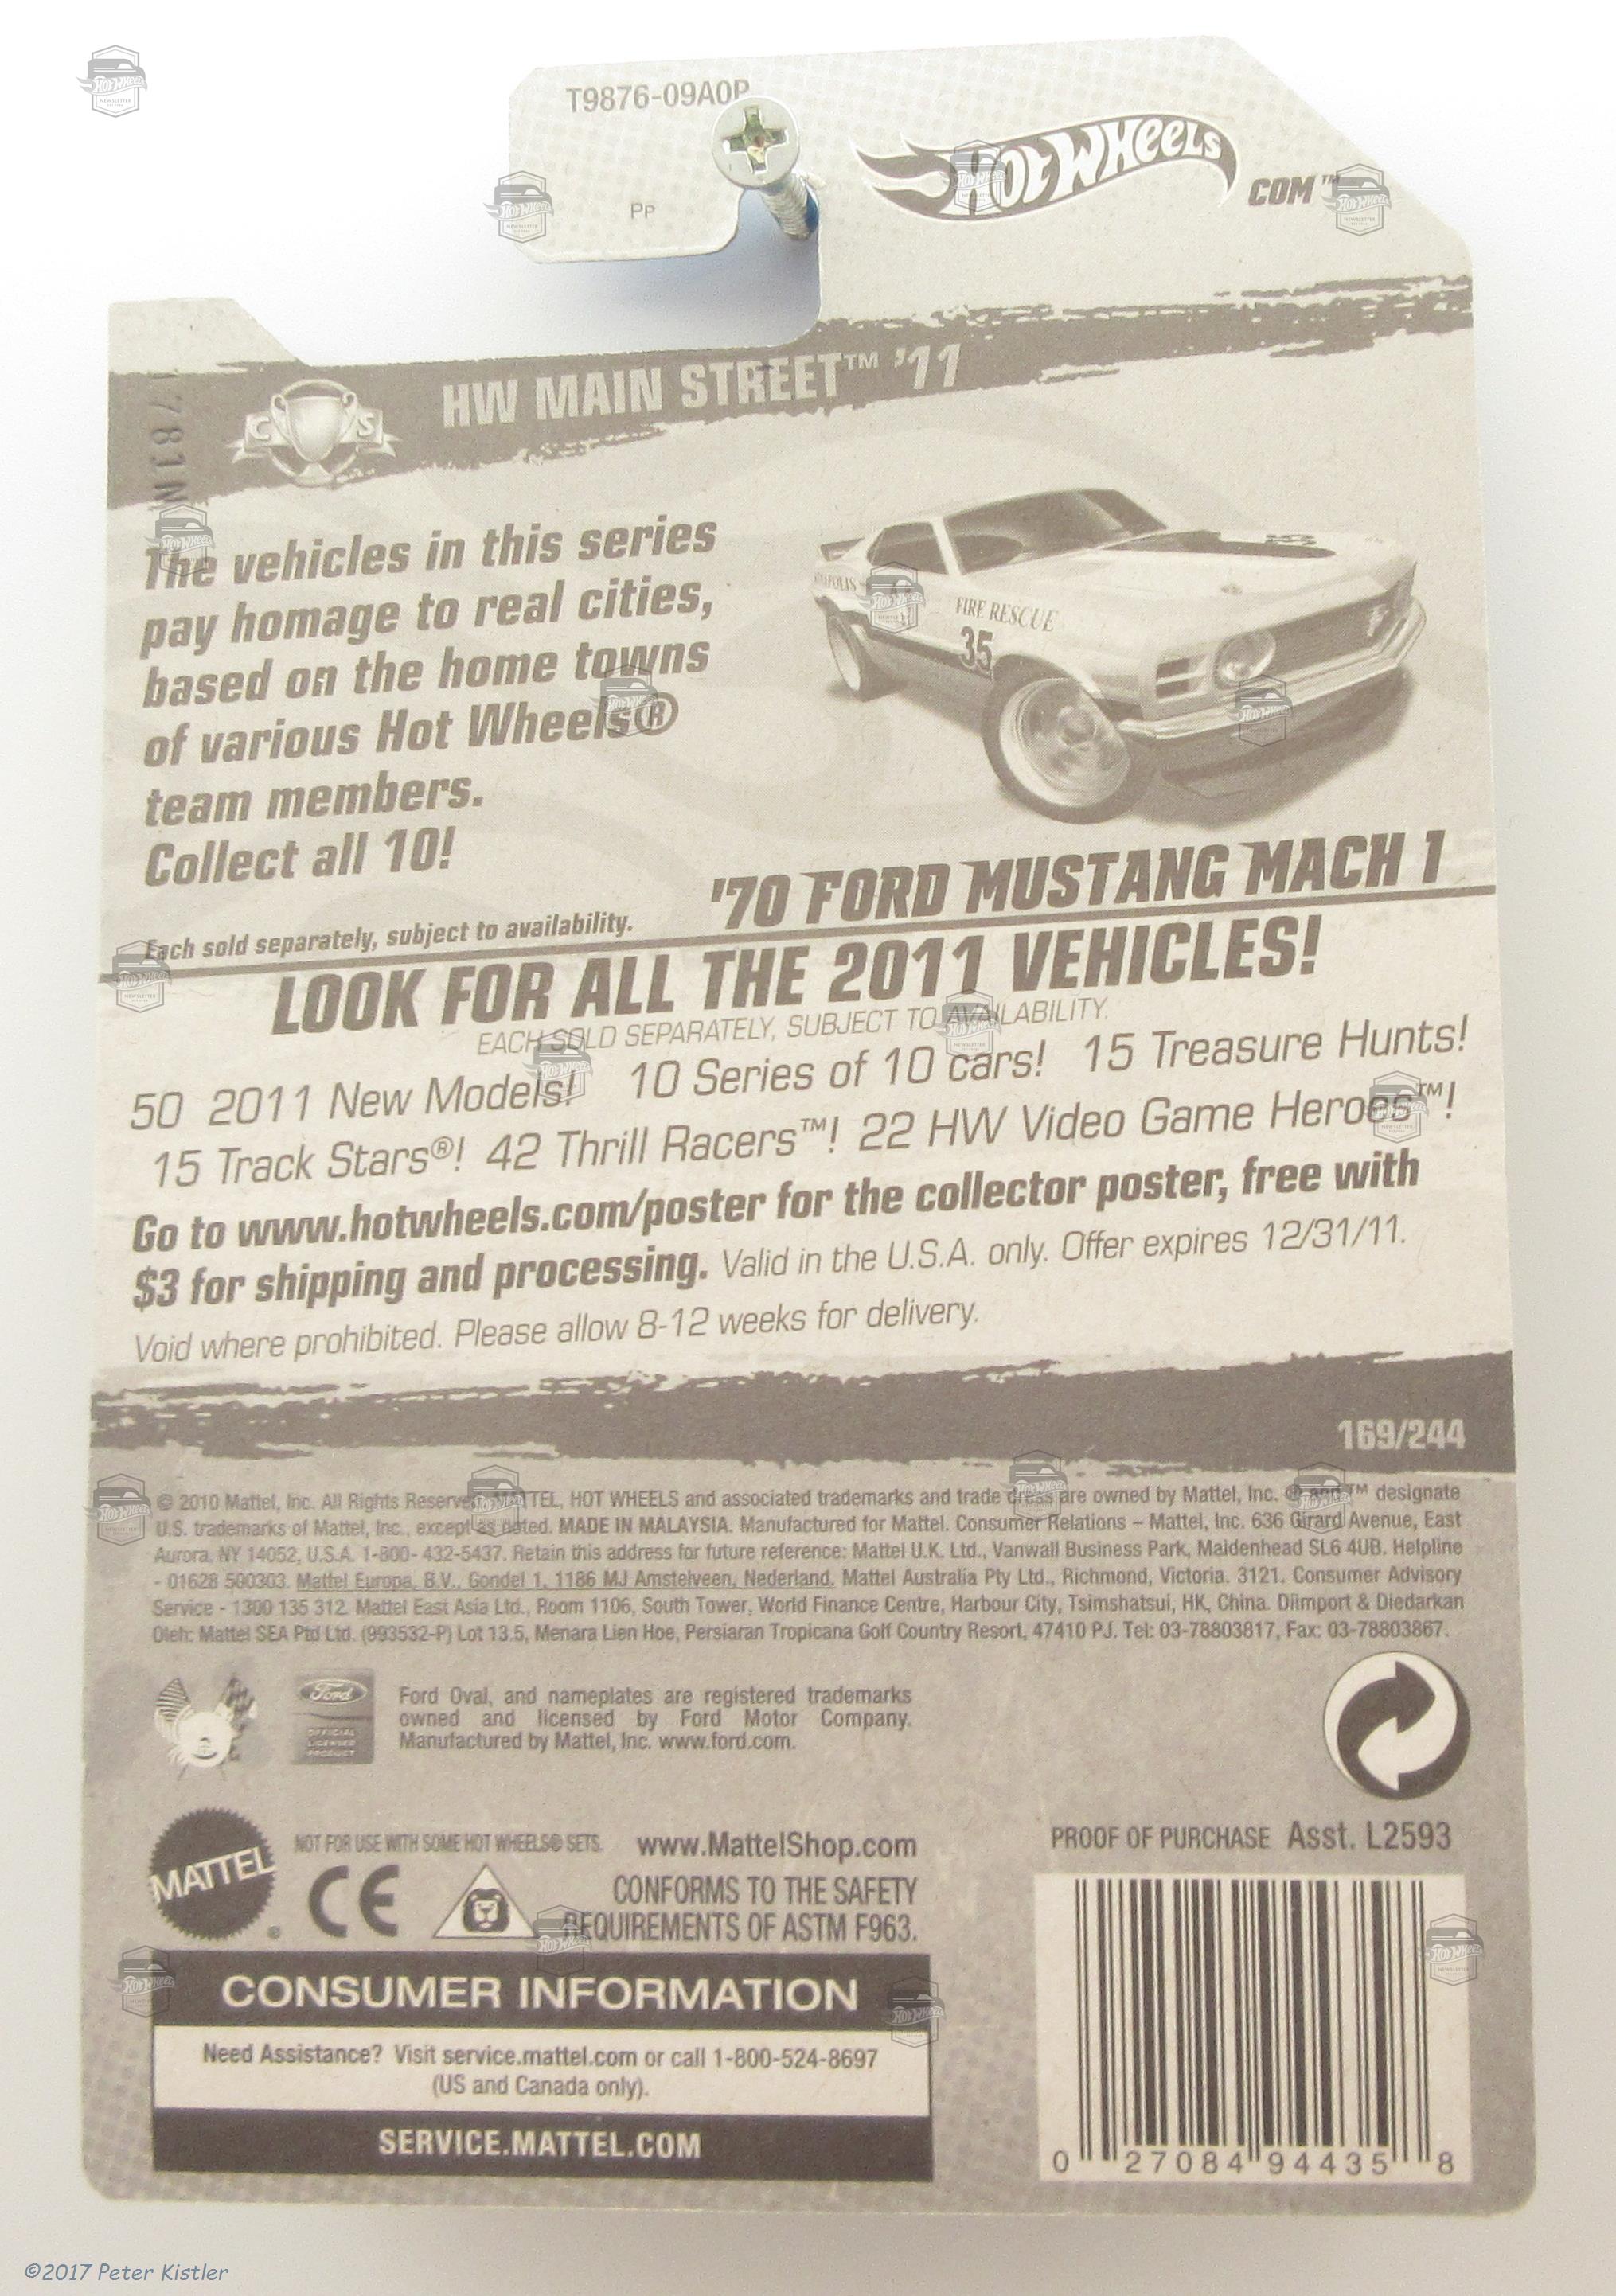 T9876-09A0P
Pp
Hot Wheels
COM™
HW MAIN STREET™ '11
C S
The vehicles in this series
pay homage to real cities,
based on the home towns
of various Hot Wheels®
team members.
Collect all 10!
FIRE RESCUE
35
'70 FORD MUSTANG MACH 1
Each sold separately, subject to availability.
LOOK FOR ALL THE 2011 VEHICLES!
EACH SOLD SEPARATELY, SUBJECT TO AVAILABILITY.
50 2011 New Models! 10 Series of 10 cars! 15 Treasure Hunts!
15 Track Stars®! 42 Thrill Racers™! 22 HW Video Game Heroes™!
Go to www.hotwheels.com/poster for the collector poster, free with
$3 for shipping and processing. Valid in the U.S.A. only. Offer expires 12/31/11.
Void where prohibited. Please allow 8-12 weeks for delivery.
169/244
© 2010 Mattel, Inc. All Rights Reserved. MATTEL, HOT WHEELS and associated trademarks and trade dress are owned by Mattel, Inc. ® and ™ designate
U.S. trademarks of Mattel, Inc., except as noted. MADE IN MALAYSIA. Manufactured for Mattel. Consumer Relations – Mattel, Inc. 636 Girard Avenue, East
Aurora, NY 14052, U.S.A. 1-800- 432-5437. Retain this address for future reference: Mattel U.K. Ltd., Vanwall Business Park, Maidenhead SL6 4UB. Helpline
- 01628 500303. Mattel Europa, B.V., Gondel 1, 1186 MJ Amstelveen, Nederland. Mattel Australia Pty Ltd., Richmond, Victoria. 3121. Consumer Advisory
Service - 1300 135 312. Mattel East Asia Ltd., Room 1106, South Tower, World Finance Centre, Harbour City, Tsimshatsui, HK, China. Diimport & Diedarkan
Oleh: Mattel SEA Ptd Ltd. (993532-P) Lot 13.5, Menara Lien Hoe, Persiaran Tropicana Golf Country Resort, 47410 PJ. Tel: 03-78803817, Fax: 03-78803867.
Ford
OFFICIAL
LICENSED
PRODUCT
Ford Oval, and nameplates are registered trademarks
owned and licensed by Ford Motor Company.
Manufactured by Mattel, Inc. www.ford.com.
MATTEL ®
NOT FOR USE WITH SOME HOT WHEELS® SETS. www.MattelShop.com
CE
CONFORMS TO THE SAFETY
REQUIREMENTS OF ASTM F963.
PROOF OF PURCHASE Asst. L2593
CONSUMER INFORMATION
Need Assistance? Visit service.mattel.com or call 1-800-524-8697
(US and Canada only).
SERVICE.MATTEL.COM
0 27084 94435 8
©2017 Peter Kistler